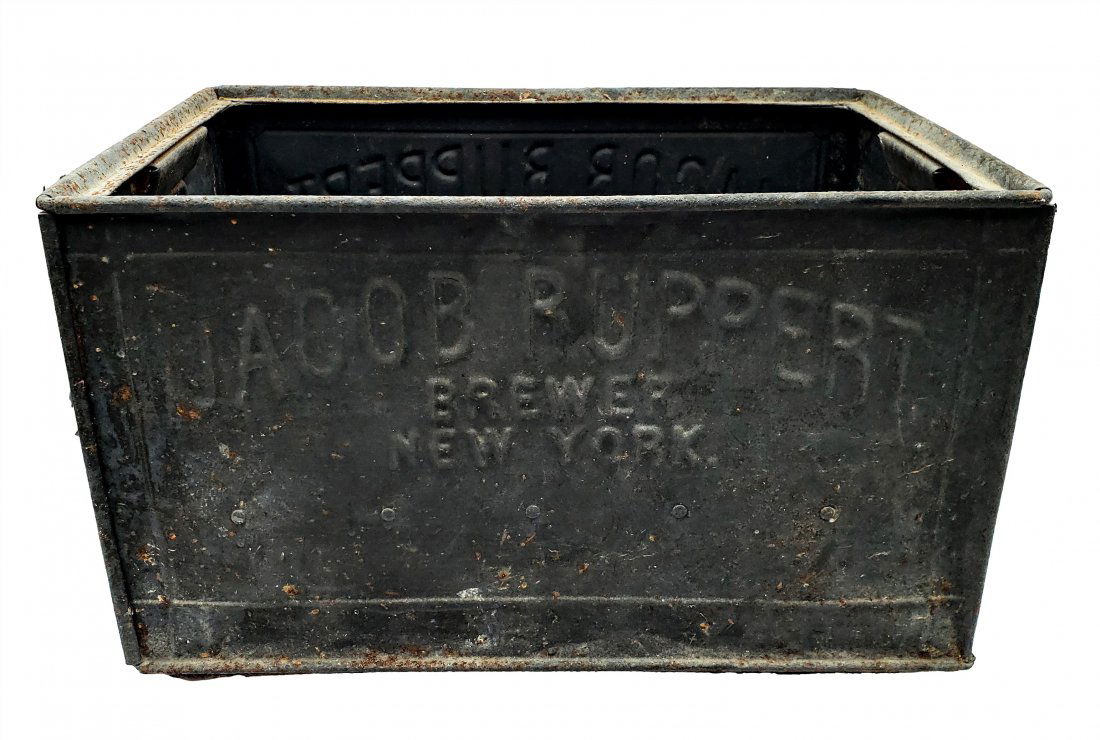 JACOB RUPPERT
BREWER
NEW YORK.